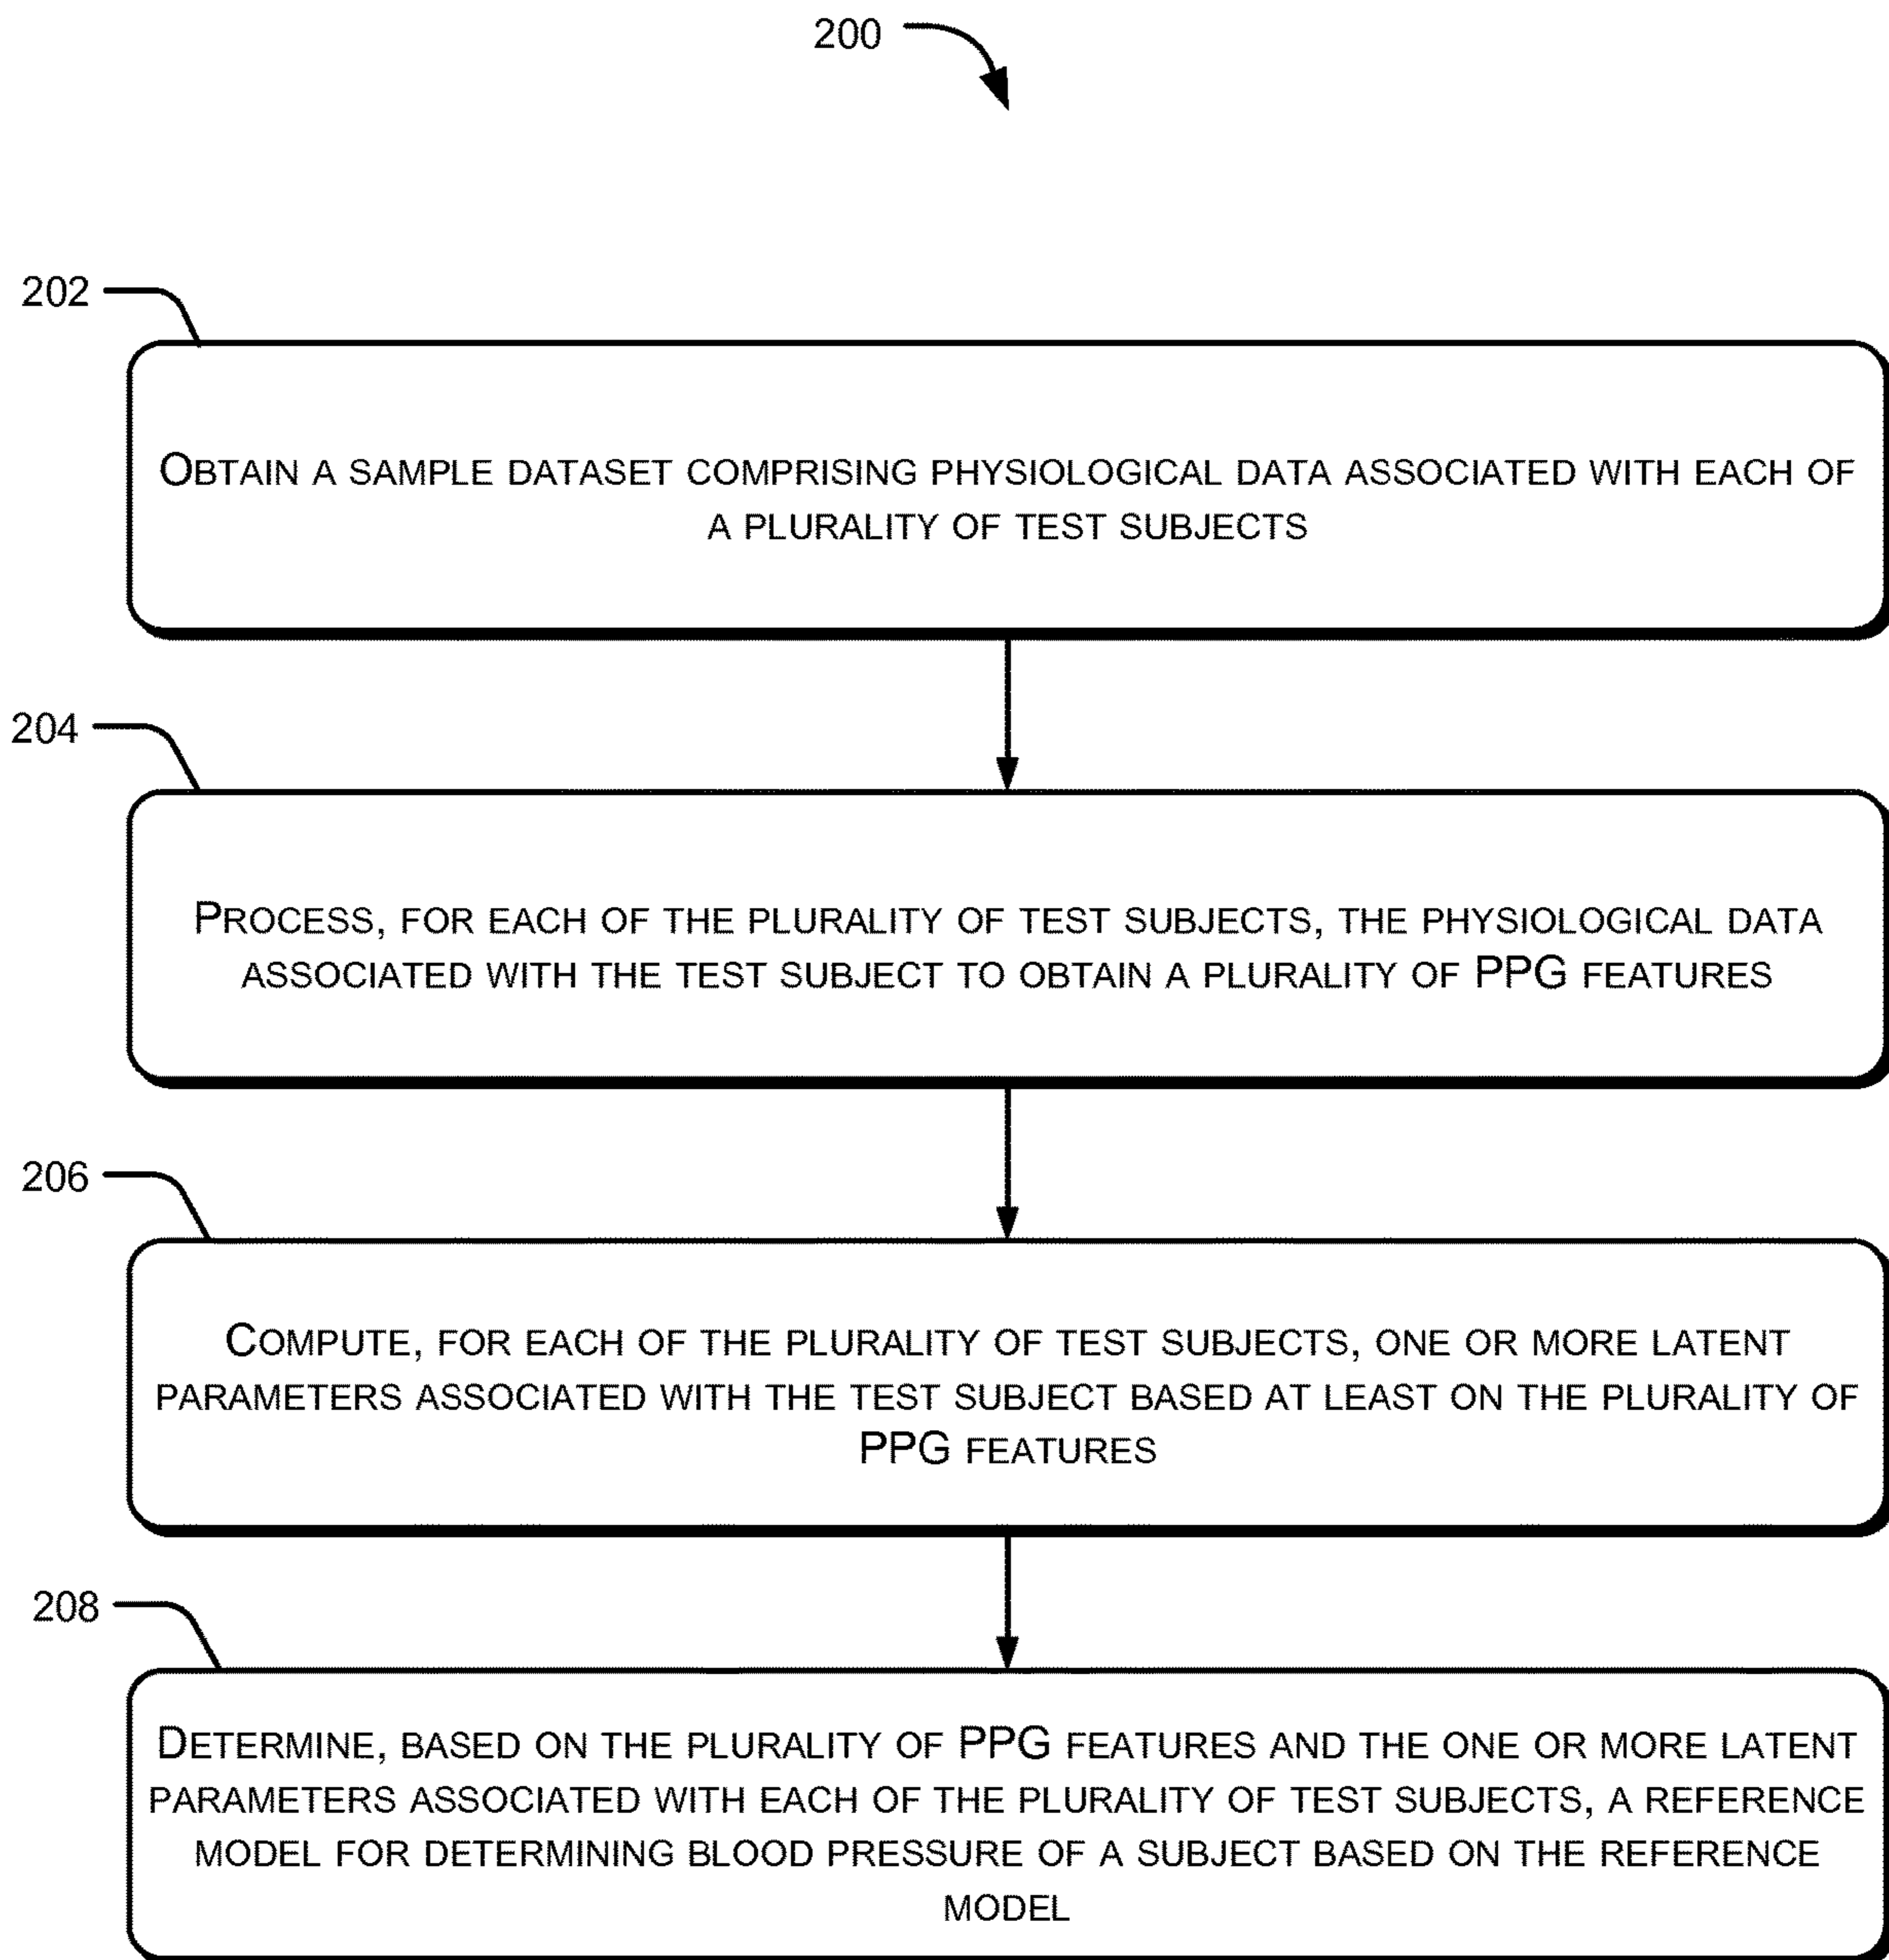 200
202
OBTAIN A SAMPLE DATASET COMPRISING PHYSIOLOGICAL DATA ASSOCIATED WITH EACH OF
A PLURALITY OF TEST SUBJECTS
204
PROCESS, FOR EACH OF THE PLURALITY OF TEST SUBJECTS, THE PHYSIOLOGICAL DATA
ASSOCIATED WITH THE TEST SUBJECT TO OBTAIN A PLURALITY OF PPG FEATURES
206
COMPUTE, FOR EACH OF THE PLURALITY OF TEST SUBJECTS, ONE OR MORE LATENT
PARAMETERS ASSOCIATED WITH THE TEST SUBJECT BASED AT LEAST ON THE PLURALITY OF
PPG FEATURES
208
DETERMINE, BASED ON THE PLURALITY OF PPG FEATURES AND THE ONE OR MORE LATENT
PARAMETERS ASSOCIATED WITH EACH OF THE PLURALITY OF TEST SUBJECTS, A REFERENCE
MODEL FOR DETERMINING BLOOD PRESSURE OF A SUBJECT BASED ON THE REFERENCE
MODEL